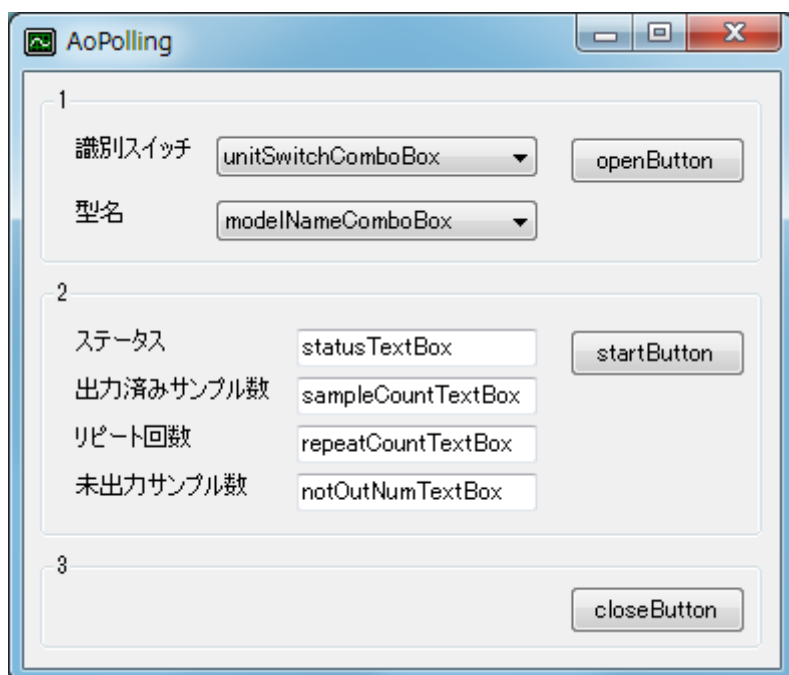 AoPolling
1
識別スイッチ unitSwitchComboBox openButton
型名 modelNameComboBox
2
ステータス statusTextBox startButton
出力済みサンプル数 sampleCountTextBox
リピート回数 repeatCountTextBox
未出力サンプル数 notOutNumTextBox
3
closeButton